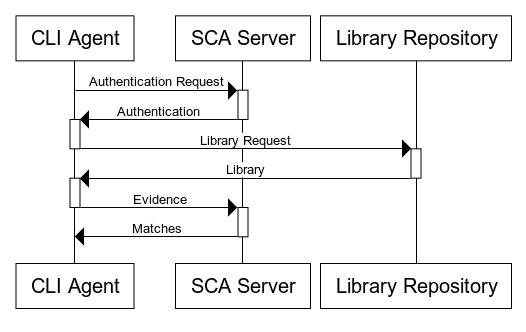 CLI Agent
SCA Server
Library Repository
Authentication Request
Authentication
Library Request
Library
Evidence
Matches
CLI Agent
SCA Server
Library Repository